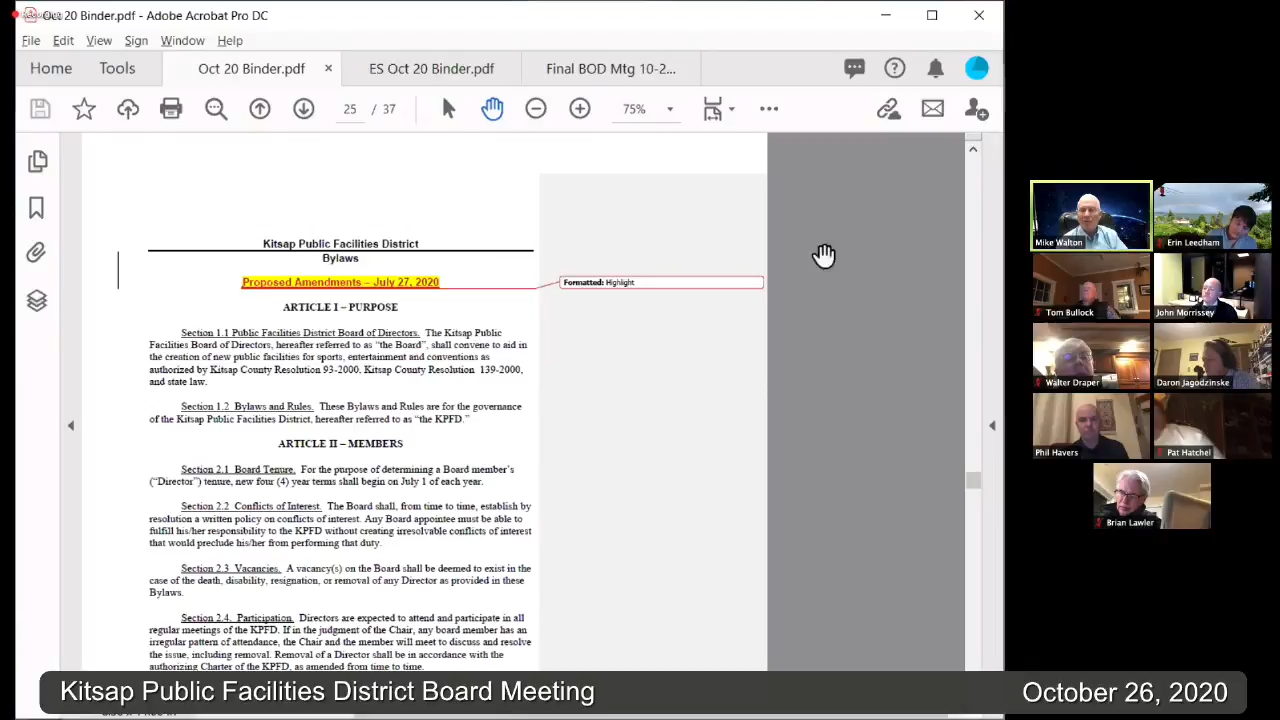 Oct 20 Binder.pdf - Adobe Acrobat Pro DC
File Edit View Sign Window Help
Home Tools Oct 20 Binder.pdf × ES Oct 20 Binder.pdf Final BOD Mtg 10-2...
25 / 37 75%
Kitsap Public Facilities District
Bylaws
Proposed Amendments – July 27, 2020
Formatted: Highlight
ARTICLE I – PURPOSE
Section 1.1 Public Facilities District Board of Directors. The Kitsap Public
Facilities Board of Directors, hereafter referred to as “the Board”, shall convene to aid in
the creation of new public facilities for sports, entertainment and conventions as
authorized by Kitsap County Resolution 93-2000, Kitsap County Resolution 139-2000,
and state law.
Section 1.2 Bylaws and Rules. These Bylaws and Rules are for the governance
of the Kitsap Public Facilities District, hereafter referred to as “the KPFD.”
ARTICLE II – MEMBERS
Section 2.1 Board Tenure. For the purpose of determining a Board member’s
(“Director”) tenure, new four (4) year terms shall begin on July 1 of each year.
Section 2.2 Conflicts of Interest. The Board shall, from time to time, establish by
resolution a written policy on conflicts of interest. Any Board appointee must be able to
fulfill his/her responsibility to the KPFD without creating irresolvable conflicts of interest
that would preclude his/her from performing that duty.
Section 2.3 Vacancies. A vacancy(s) on the Board shall be deemed to exist in the
case of the death, disability, resignation, or removal of any Director as provided in these
Bylaws.
Section 2.4. Participation. Directors are expected to attend and participate in all
regular meetings of the KPFD. If in the judgment of the Chair, any board member has an
irregular pattern of attendance, the Chair and the member will meet to discuss and resolve
the issue, including removal. Removal of a Director shall be in accordance with the
authorizing Charter of the KPFD, as amended from time to time.
Mike Walton
Erin Leedham
Tom Bullock
John Morrissey
Walter Draper
Daron Jagodzinske
Phil Havers
Pat Hatchel
Brian Lawler
Kitsap Public Facilities District Board Meeting
October 26, 2020